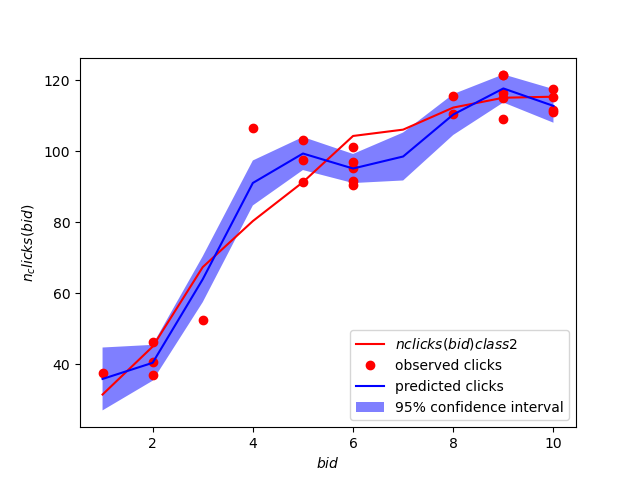 120
100
80
60
40
n_clicks(bid)
nclicks(bid)class2
observed clicks
predicted clicks
95% confidence interval
2 4 6 8 10
bid